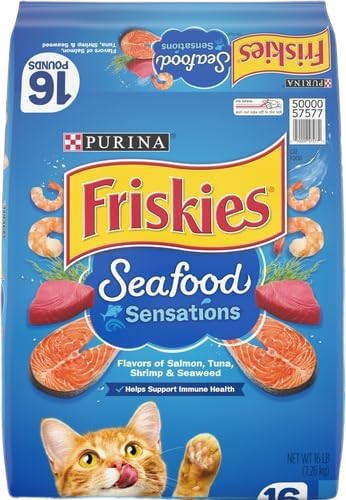 16
POUNDS
Flavors of Salmon,
Tuna, Shrimp & Seaweed
Seafood
Sensations
Friskies
PURINA
50000
57577
PURINA
Friskies
Seafood
Sensations
Flavors of Salmon, Tuna,
Shrimp & Seaweed
✓ Helps Support Immune Health
NET WT 16 LB
(7.26 kg)
16